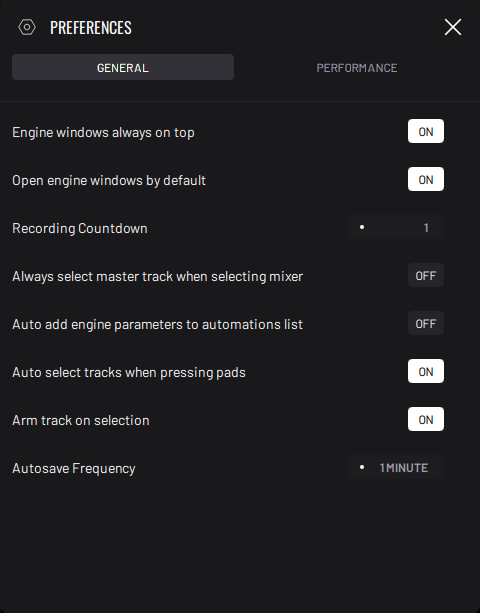 PREFERENCES
GENERAL PERFORMANCE
Engine windows always on top ON
Open engine windows by default ON
Recording Countdown 1
Always select master track when selecting mixer OFF
Auto add engine parameters to automations list OFF
Auto select tracks when pressing pads ON
Arm track on selection ON
Autosave Frequency 1 MINUTE